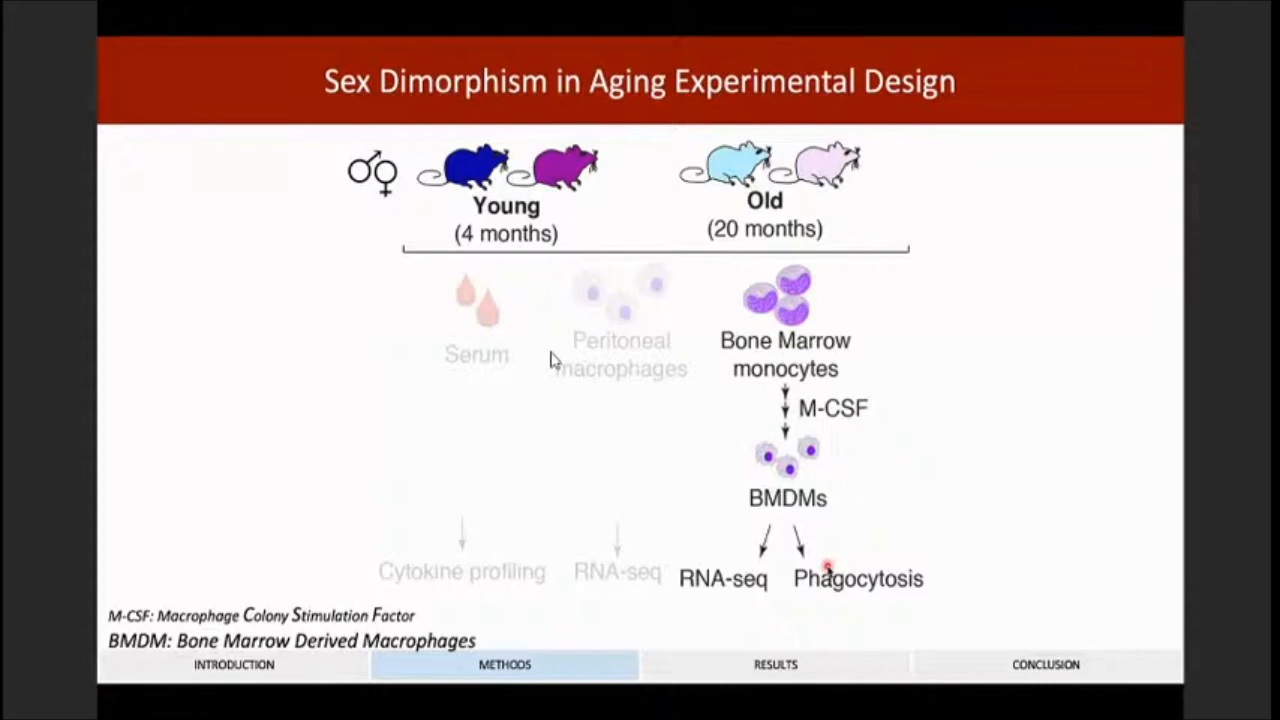 Sex Dimorphism in Aging Experimental Design
Young
(4 months)
Old
(20 months)
Serum
Peritoneal
macrophages
Bone Marrow
monocytes
M-CSF
BMDMs
Cytokine profiling
RNA-seq
RNA-seq
Phagocytosis
M-CSF: Macrophage Colony Stimulation Factor
BMDM: Bone Marrow Derived Macrophages
INTRODUCTION
METHODS
RESULTS
CONCLUSION